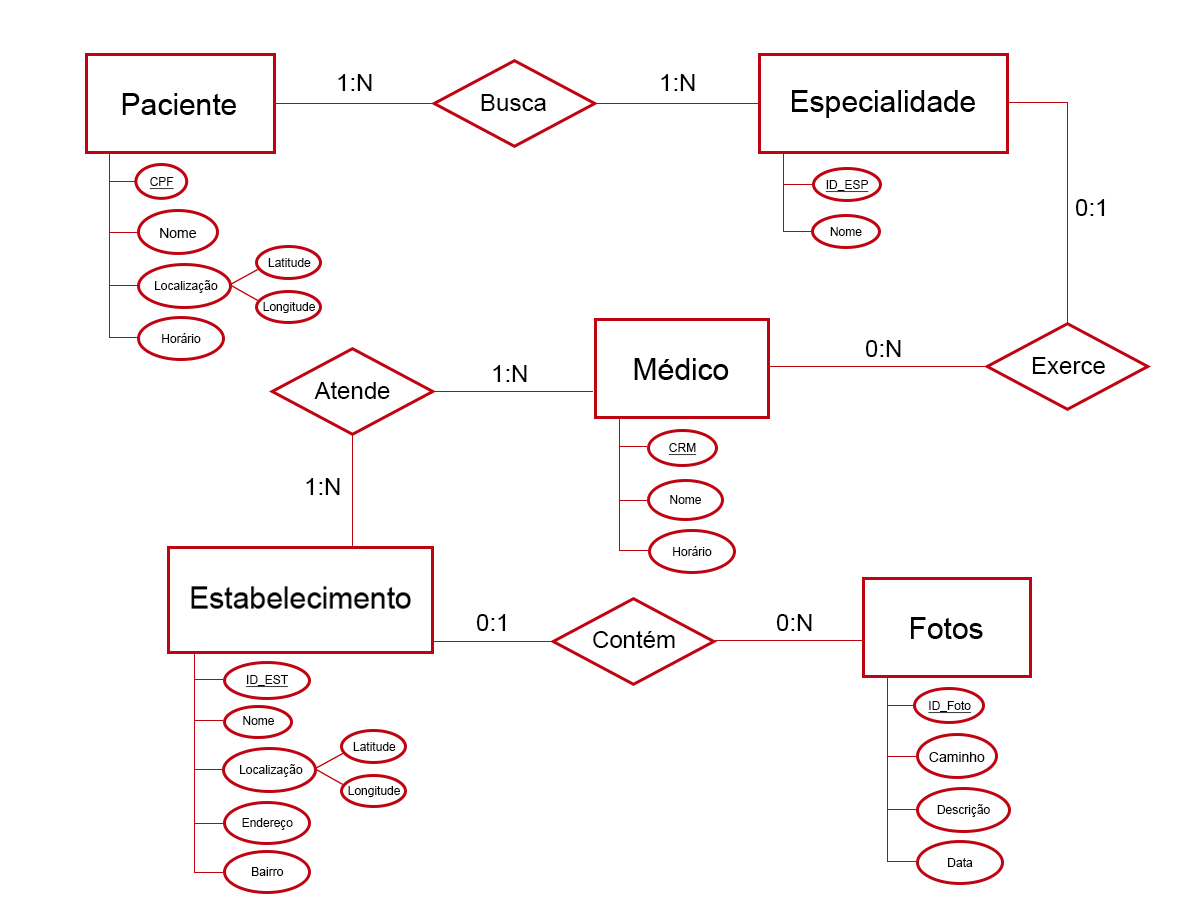 Paciente
1:N
Busca
1:N
Especialidade
CPF
Nome
Localização
Latitude
Longitude
Horário
ID_ESP
Nome
0:1
Exerce
0:N
Médico
1:N
Atende
CRM
Nome
Horário
1:N
Estabelecimento
0:1
Contém
0:N
Fotos
ID_EST
Nome
Localização
Latitude
Longitude
Endereço
Bairro
ID_Foto
Caminho
Descrição
Data